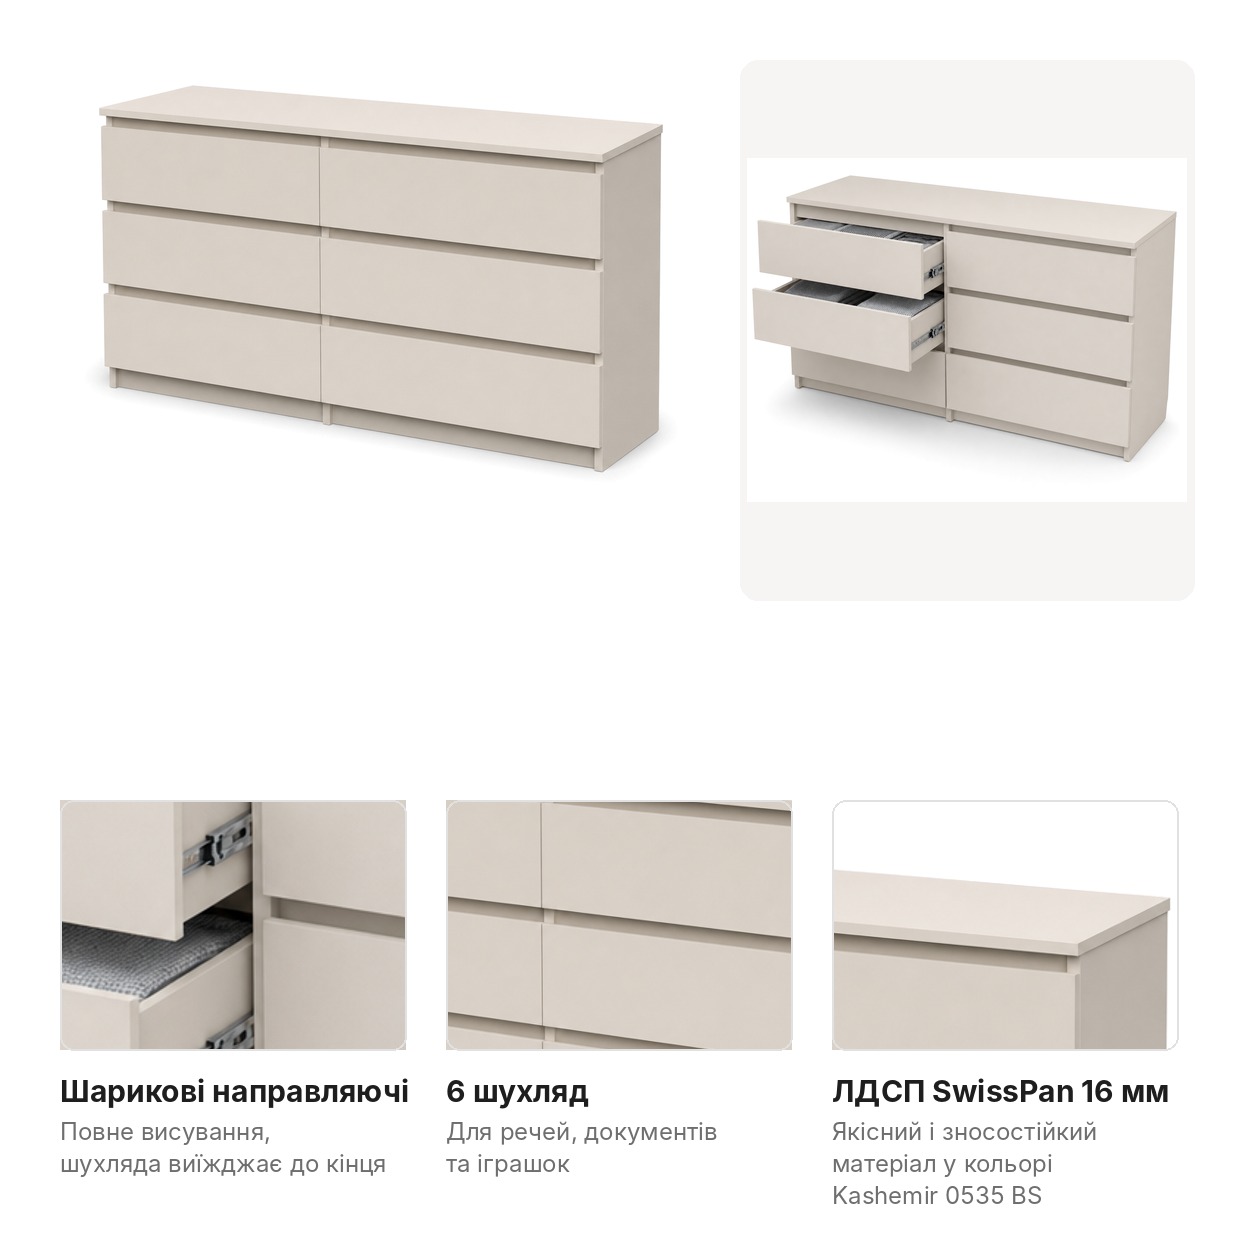 Шарикові направляючі
Повне висування,
шухляда виїжджає до кінця
6 шухляд
Для речей, документів
та іграшок
ЛДСП SwissPan 16 мм
Якісний і зносостійкий
матеріал у кольорі
Kashemir 0535 BS